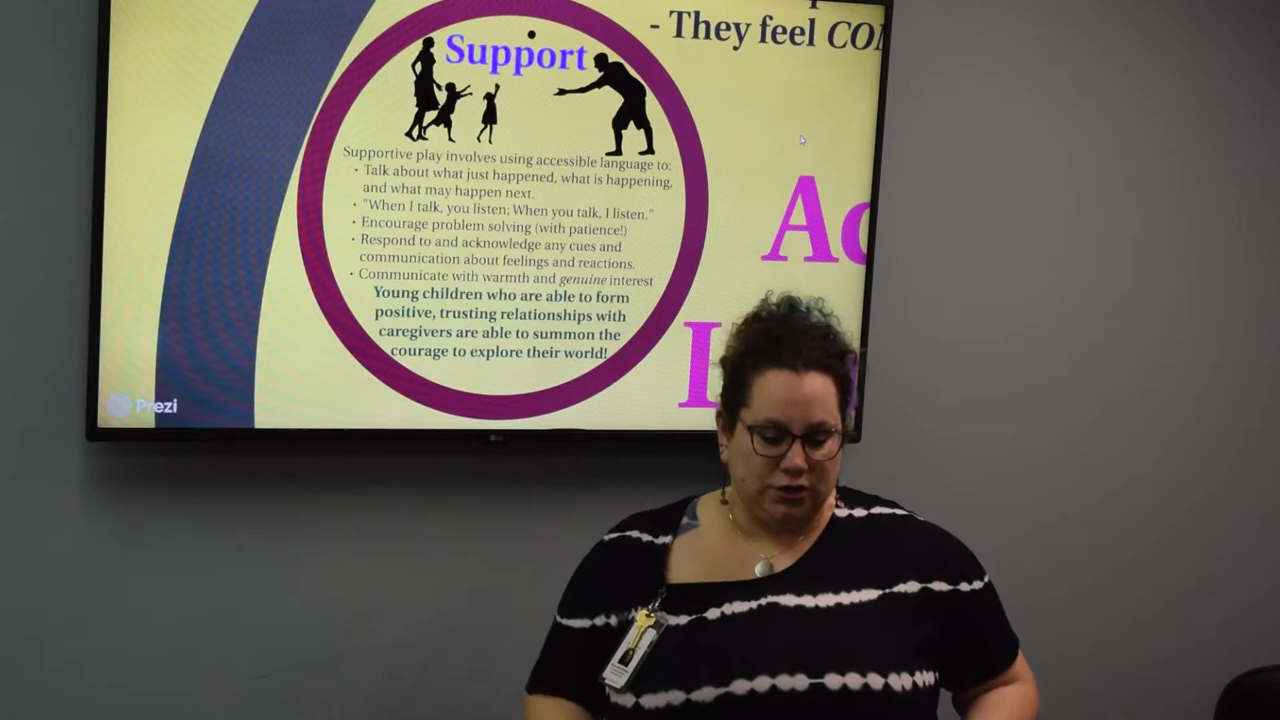 - They feel CO
Support
Supportive play involves using accessible language to:
• Talk about what just happened, what is happening,
and what may happen next.
• "When I talk, you listen; When you talk, I listen."
• Encourage problem solving (with patience!)
• Respond to and acknowledge any cues and
communication about feelings and reactions.
• Communicate with warmth and genuine interest
Young children who are able to form
positive, trusting relationships with
caregivers are able to summon the
courage to explore their world!
Ac
L
Prezi
LG